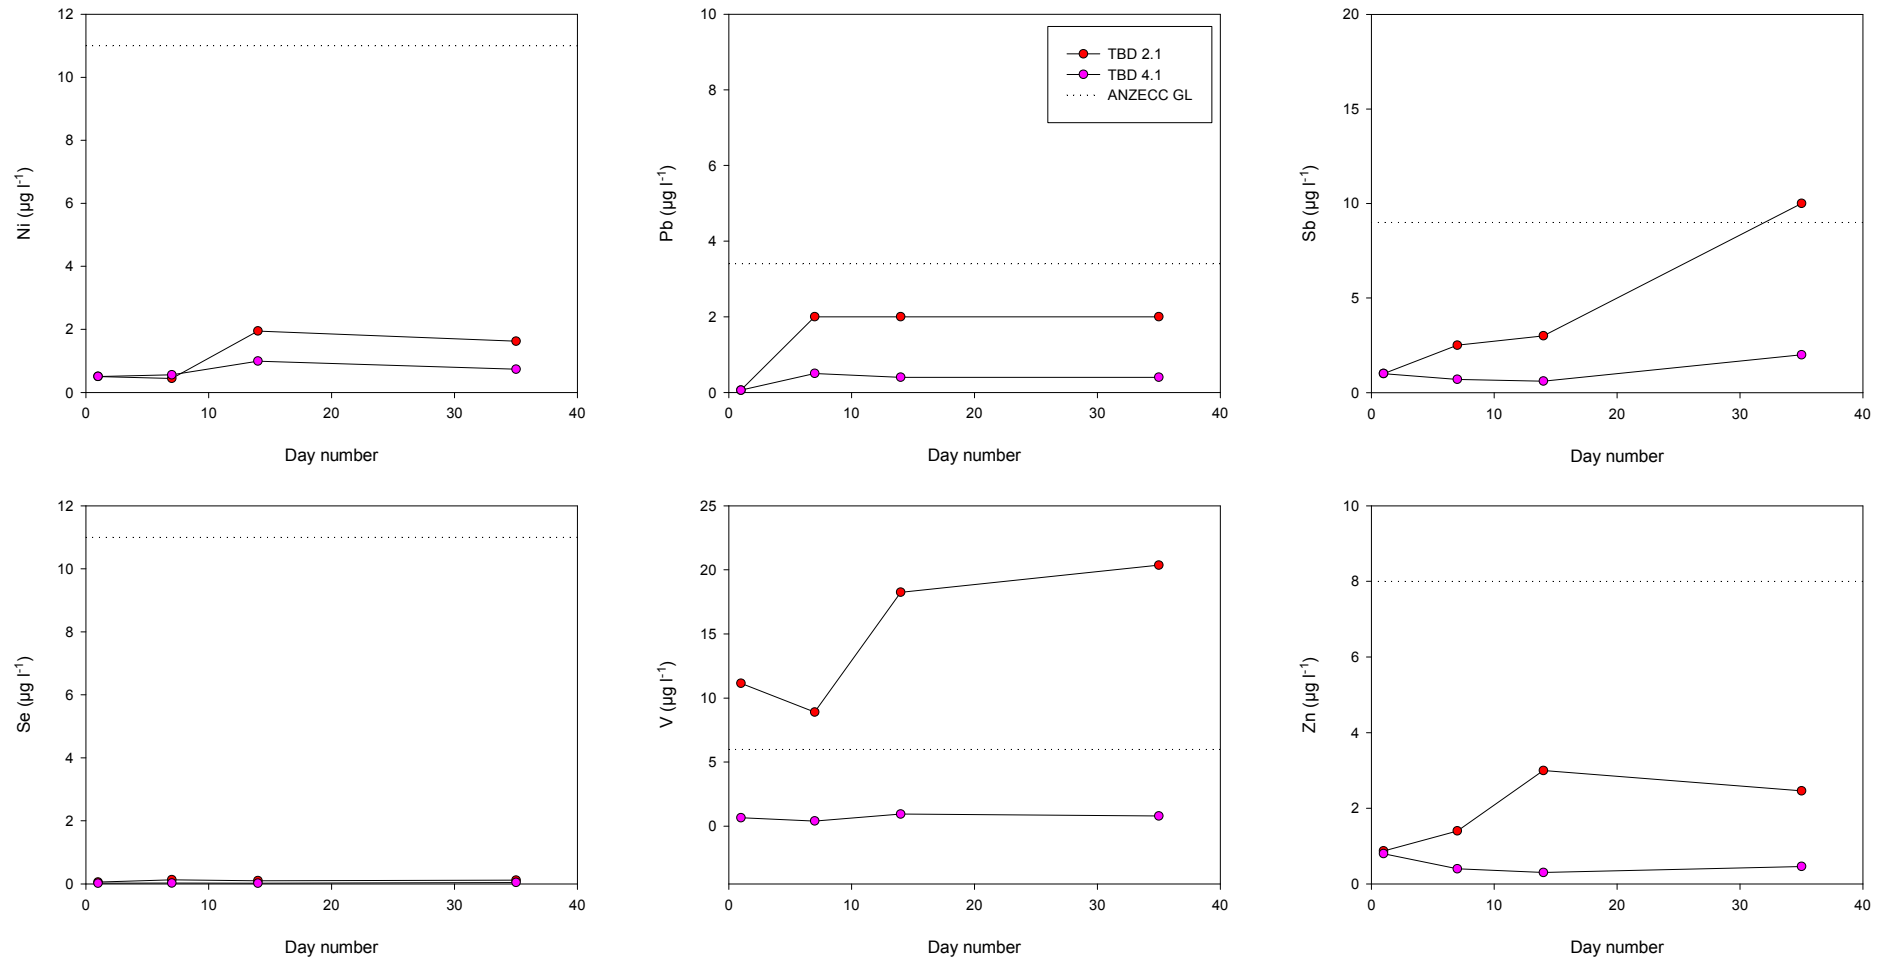 12
10
8
6
4
2
0
Ni (µg l-1)
0 10 20 30 40
Day number
10
8
6
4
2
0
Pb (µg l-1)
0 10 20 30 40
Day number
TBD 2.1
TBD 4.1
ANZECC GL
20
15
10
5
0
Sb (µg l-1)
0 10 20 30 40
Day number
12
10
8
6
4
2
0
Se (µg l-1)
0 10 20 30 40
Day number
25
20
15
10
5
0
V (µg l-1)
0 10 20 30 40
Day number
10
8
6
4
2
0
Zn (µg l-1)
0 10 20 30 40
Day number